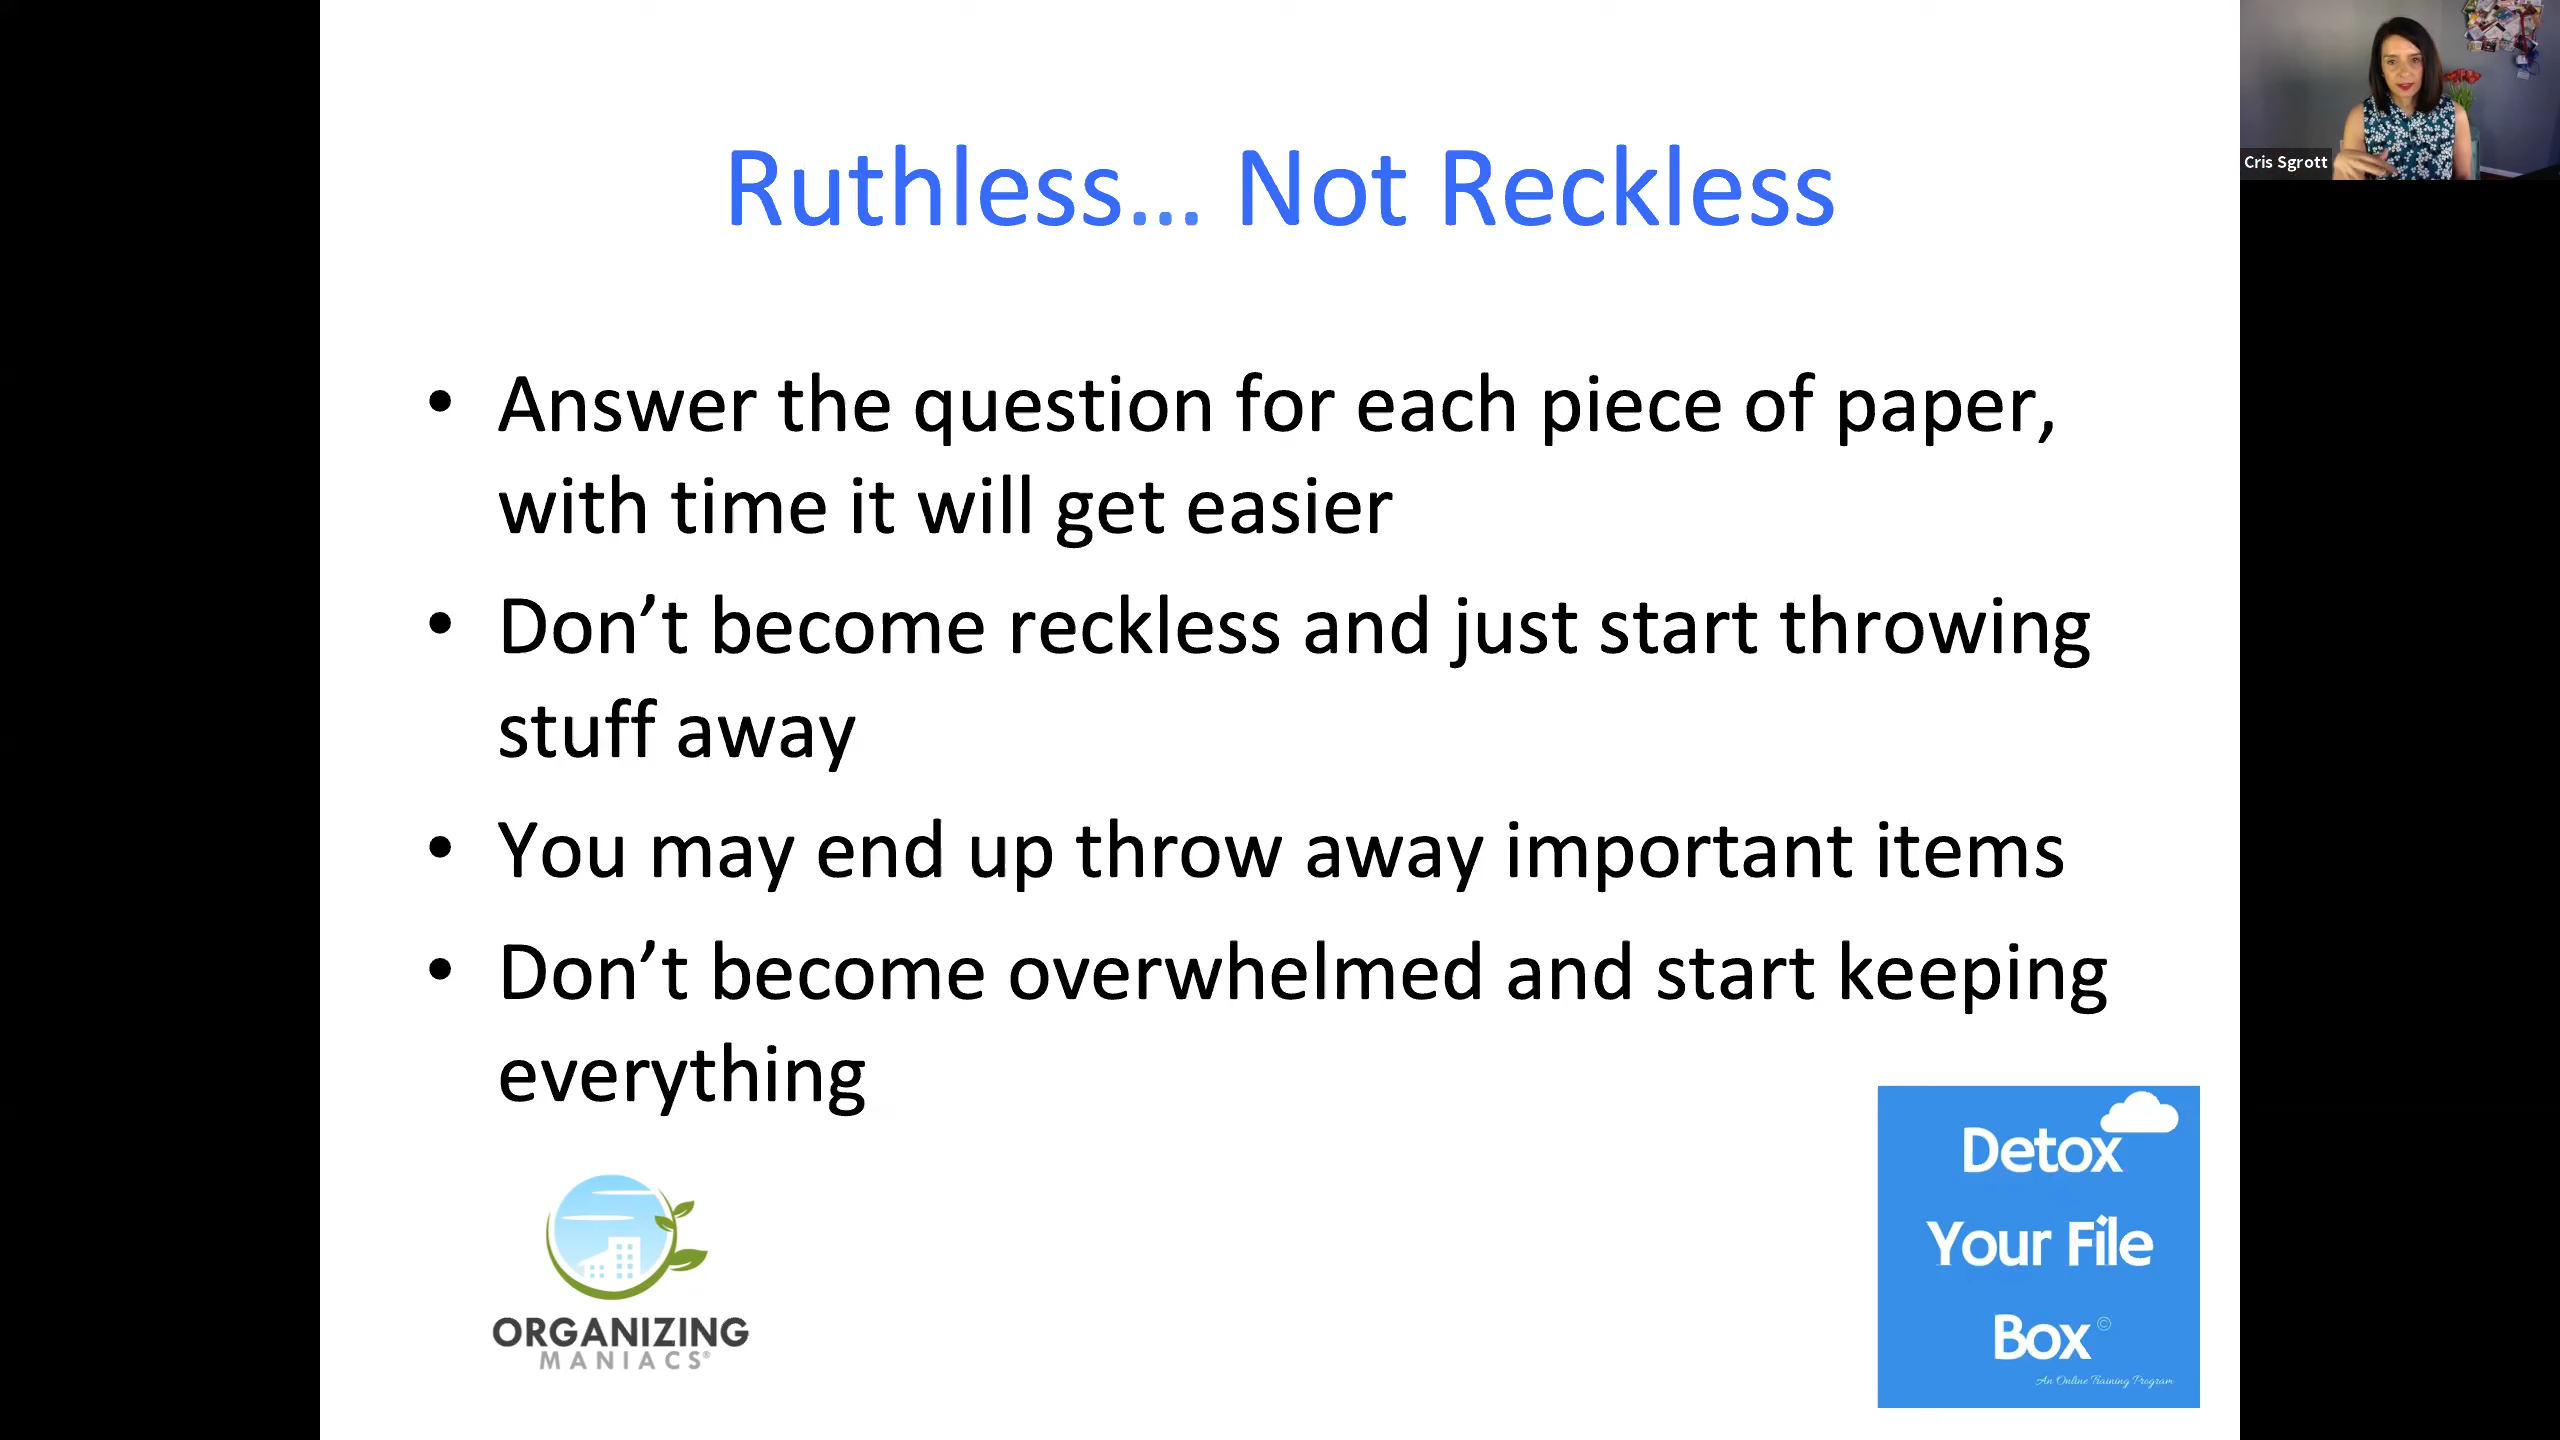 Ruthless... Not Reckless
Cris Sgrott
• Answer the question for each piece of paper,
with time it will get easier
• Don’t become reckless and just start throwing
stuff away
• You may end up throw away important items
• Don’t become overwhelmed and start keeping
everything
ORGANIZING
MANIACS®
Detox
Your File
Box©
An Online Training Program